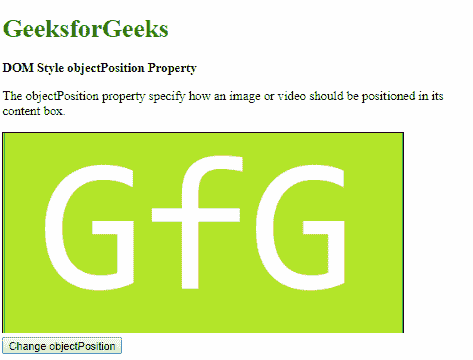 GeeksforGeeks
DOM Style objectPosition Property
The objectPosition property specify how an image or video should be positioned in its
content box.
GfG
Change objectPosition